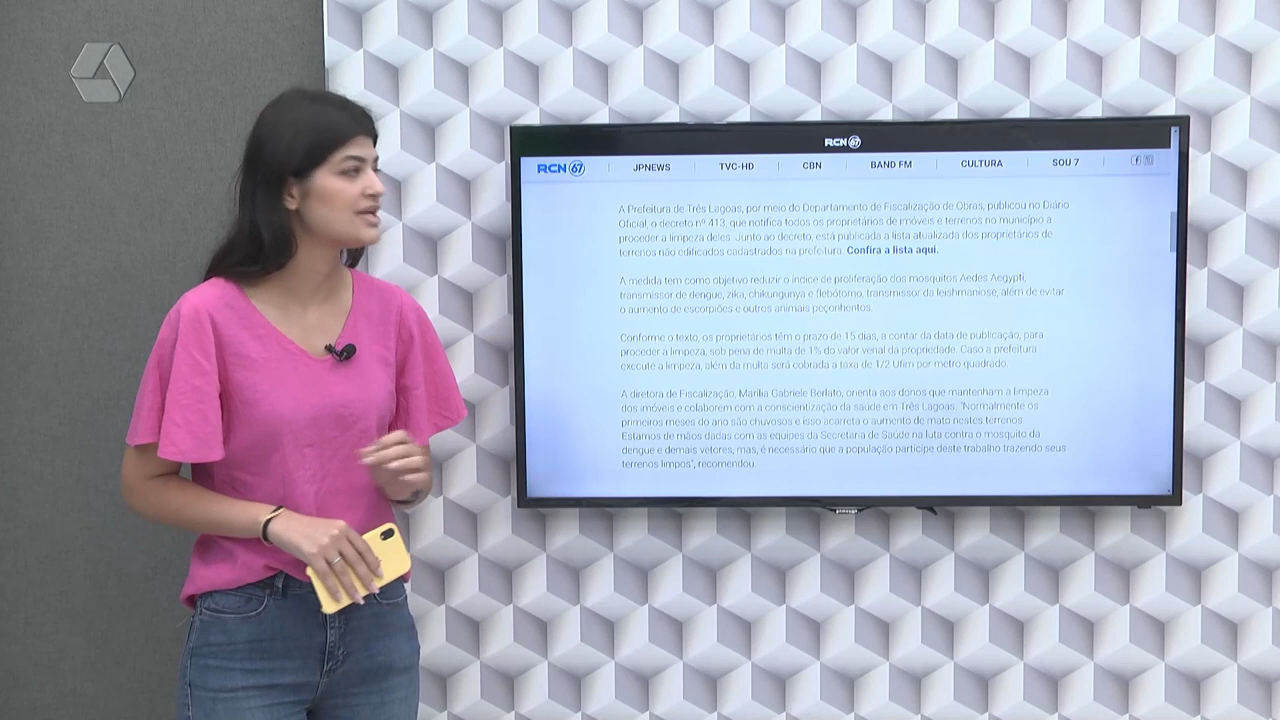 RCN 67
RCN 67 JPNEWS TVC-HD CBN BAND FM CULTURA SOU 7
A Prefeitura de Três Lagoas, por meio do Departamento de Fiscalização de Obras, publicou no Diário
Oficial, o decreto nº 413, que notifica todos os proprietários de imóveis e terrenos no município a
proceder a limpeza deles. Junto ao decreto, está publicada a lista atualizada dos proprietários de
terrenos não edificados cadastrados na prefeitura. Confira a lista aqui.
A medida tem como objetivo reduzir o índice de proliferação dos mosquitos Aedes Aegypti,
transmissor de dengue, zika, chikungunya e flebótomo, transmissor da leishmaniose, além de evitar
o aumento de escorpiões e outros animais peçonhentos.
Conforme o texto, os proprietários têm o prazo de 15 dias, a contar da data de publicação, para
proceder a limpeza, sob pena de multa de 1% do valor venal da propriedade. Caso a prefeitura
execute a limpeza, além da multa será cobrada a taxa de 1/2 Ufim por metro quadrado.
A diretora de Fiscalização, Marília Gabriele Berlato, orienta aos donos que mantenham a limpeza
dos imóveis e colaborem com a conscientização da saúde em Três Lagoas. "Normalmente os
primeiros meses do ano são chuvosos e isso acarreta o aumento de mato nestes terrenos
Estamos de mãos dadas com as equipes da Secretaria de Saúde na luta contra o mosquito da
dengue e demais vetores, mas, é necessário que a população participe deste trabalho trazendo seus
terrenos limpos", recomendou.
SAMSUNG